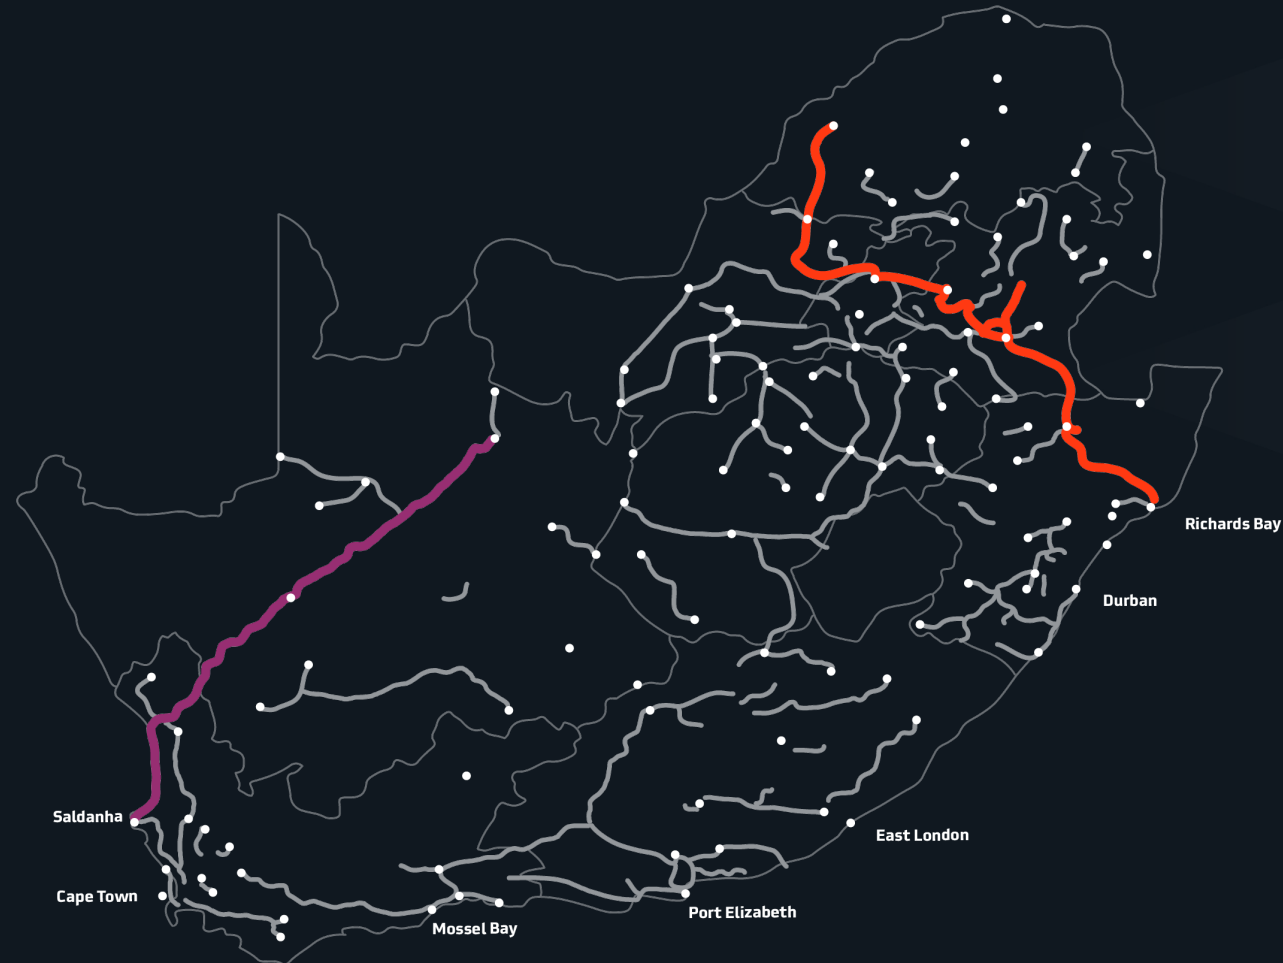 Richards Bay
Durban
Saldanha
East London
Cape Town
Port Elizabeth
Mossel Bay